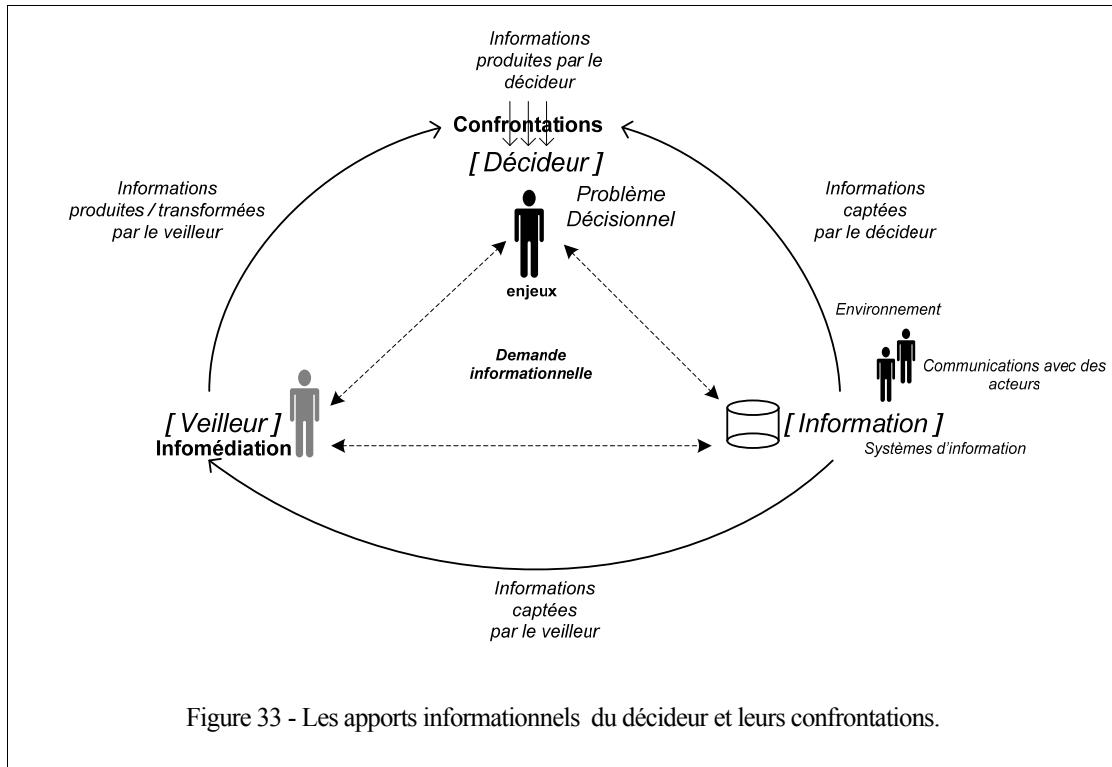 Informations
produites par le
décideur
Confrontations
[ Décideur ]
Problème
Décisionnel
enjeux
Informations
produites / transformées
par le veilleur
Informations
captées
par le décideur
Environnement
Communications avec des
acteurs
Demande
informationnelle
[ Veilleur ]
Infomédiation
[ Information ]
Systèmes d'information
Informations
captées
par le veilleur
Figure 33 - Les apports informationnels du décideur et leurs confrontations.